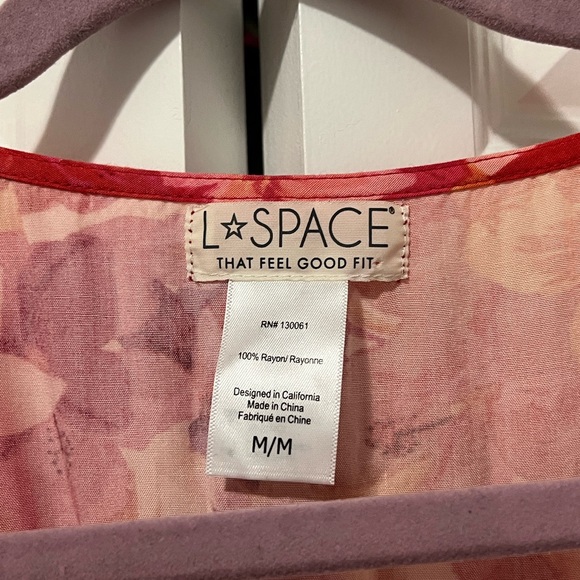 L☆SPACE®
THAT FEEL GOOD FIT
RN# 130061
100% Rayon/ Rayonne
Designed in California
Made in China
Fabriqué en Chine
M/M